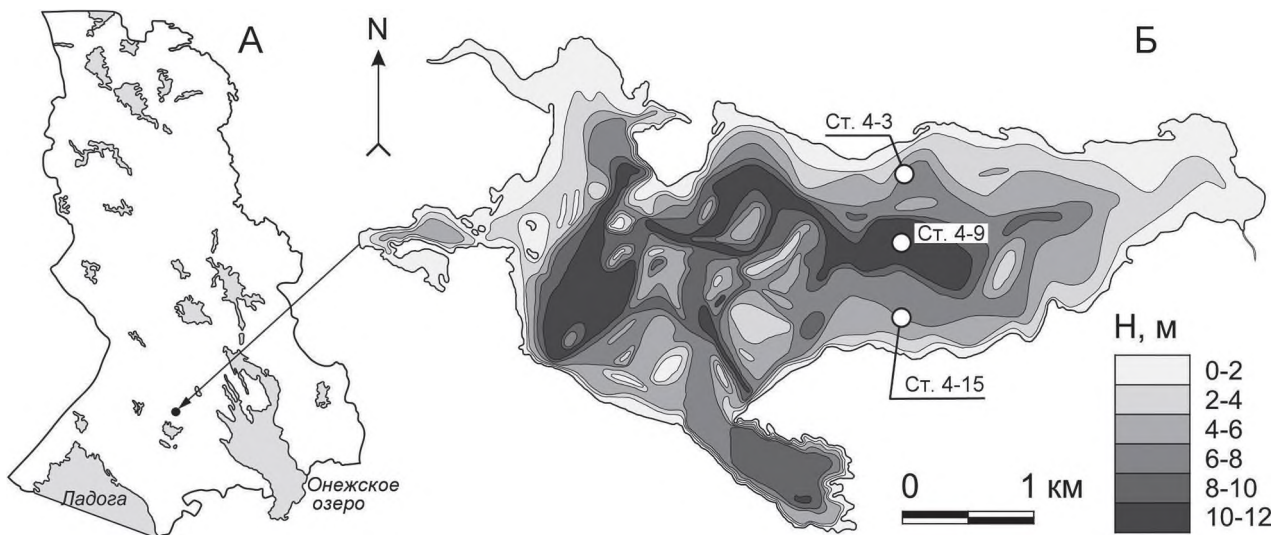 А
N
Б
Ст. 4-3
Ст. 4-9
Ст. 4-15
Ладога
Онежское
озеро
0 1 км
Н, м
0-2
2-4
4-6
6-8
8-10
10-12